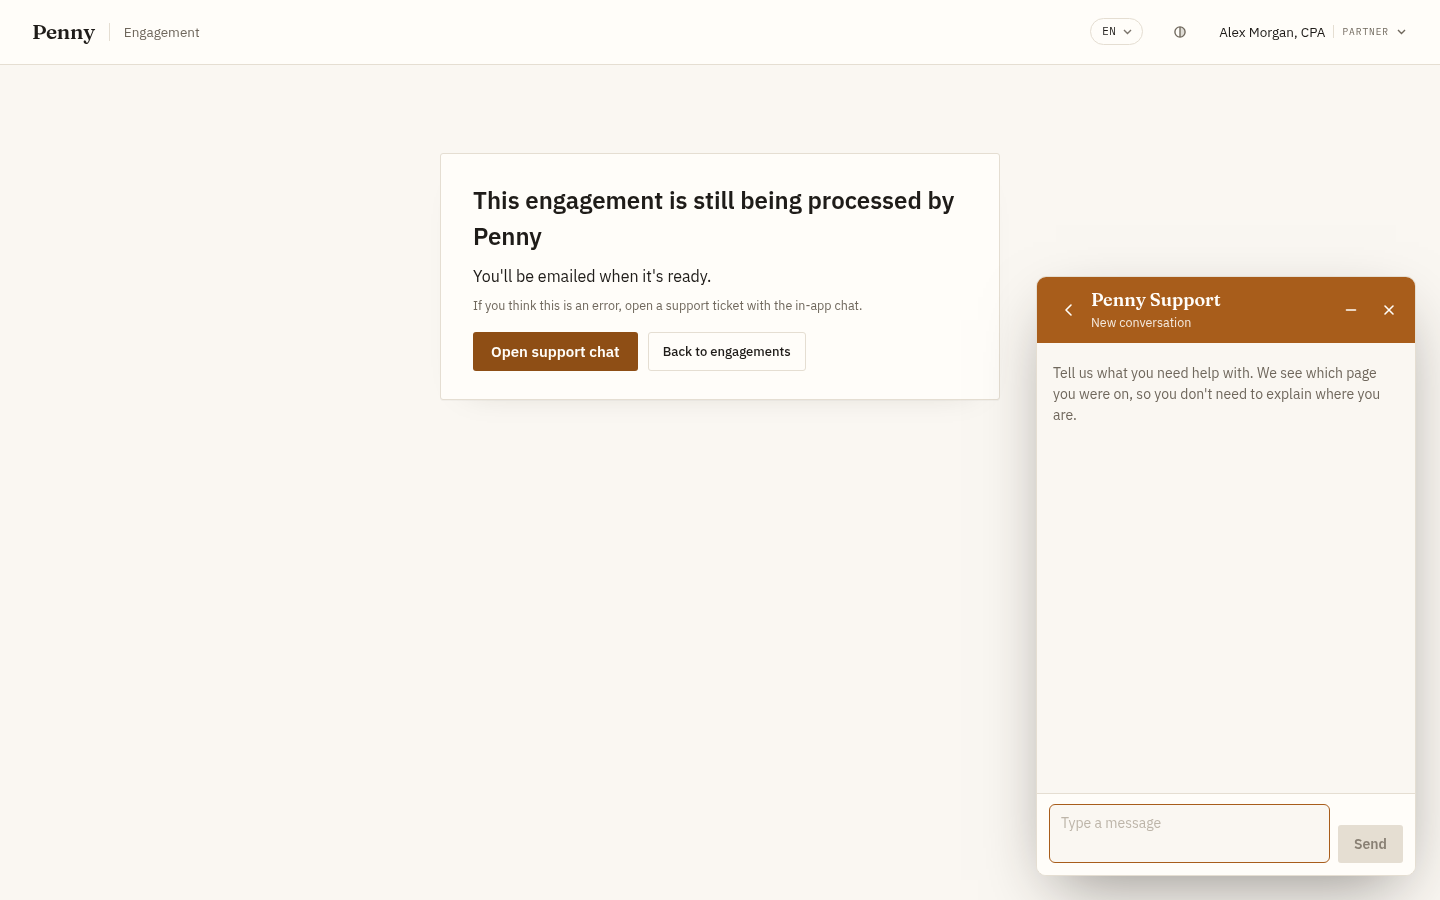 Penny
Engagement
EN
Alex Morgan, CPA
PARTNER
This engagement is still being processed by
Penny
You'll be emailed when it's ready.
If you think this is an error, open a support ticket with the in-app chat.
Open support chat
Back to engagements
Penny Support
New conversation
Tell us what you need help with. We see which page
you were on, so you don't need to explain where you
are.
Type a message
Send